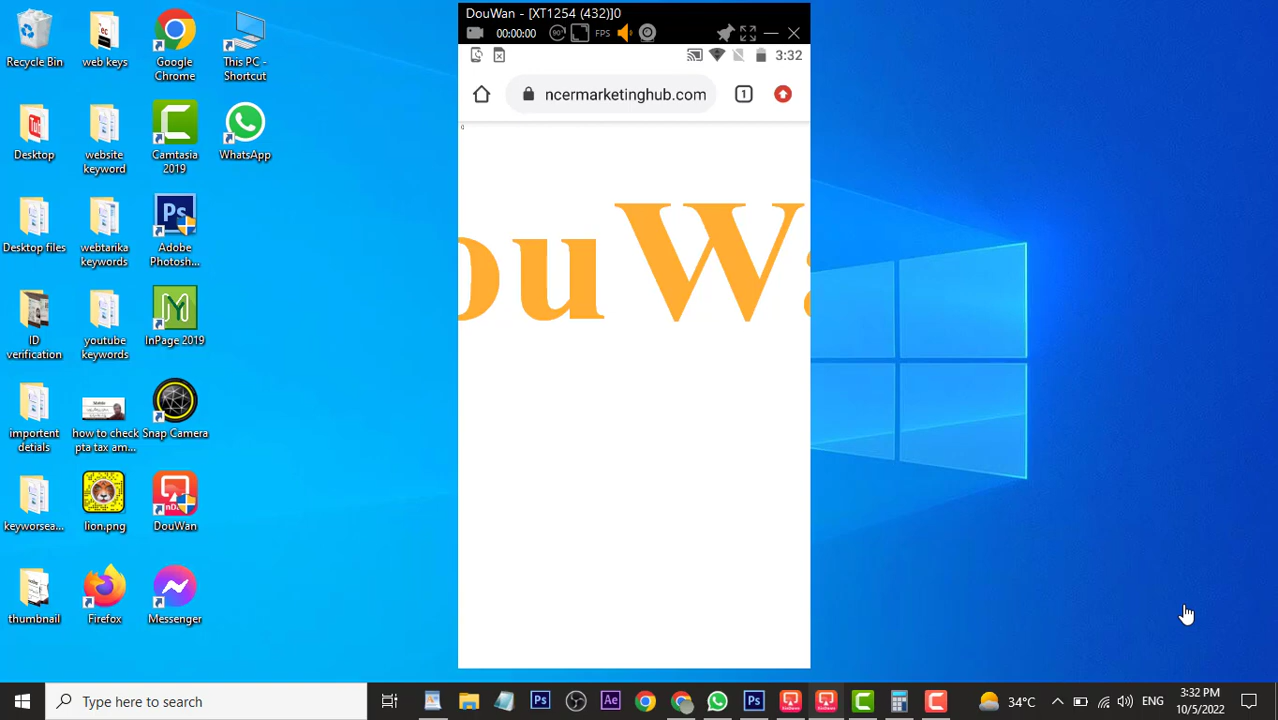 DouWan - [XT1254 (432)]0
00:00:00
90°
FPS
3:32
ncermarketinghub.com
1
ouWa
Recycle Bin
web keys
Google Chrome
This PC - Shortcut
Desktop
website keyword
Camtasia 2019
WhatsApp
Desktop files
webtarika keywords
Adobe Photosh...
ID verification
youtube keywords
InPage 2019
importent detials
how to check pta tax am...
Snap Camera
keyworsea...
lion.png
DouWan
thumbnail
Firefox
Messenger
Type here to search
34°C
ENG
3:32 PM
10/5/2022